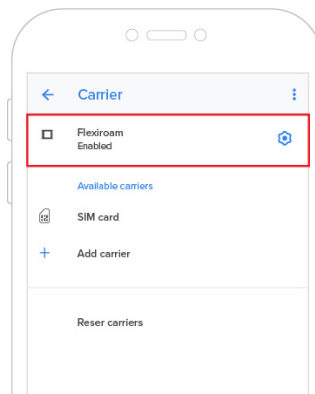 Carrier
Flexiroam
Enabled
Available carriers
SIM card
Add carrier
Reser carriers